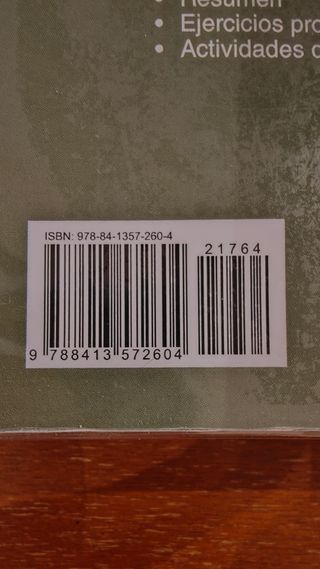 • Resumen
• Ejercicios pro
• Actividades d
ISBN: 978-84-1357-260-4
21764
9 788413 572604